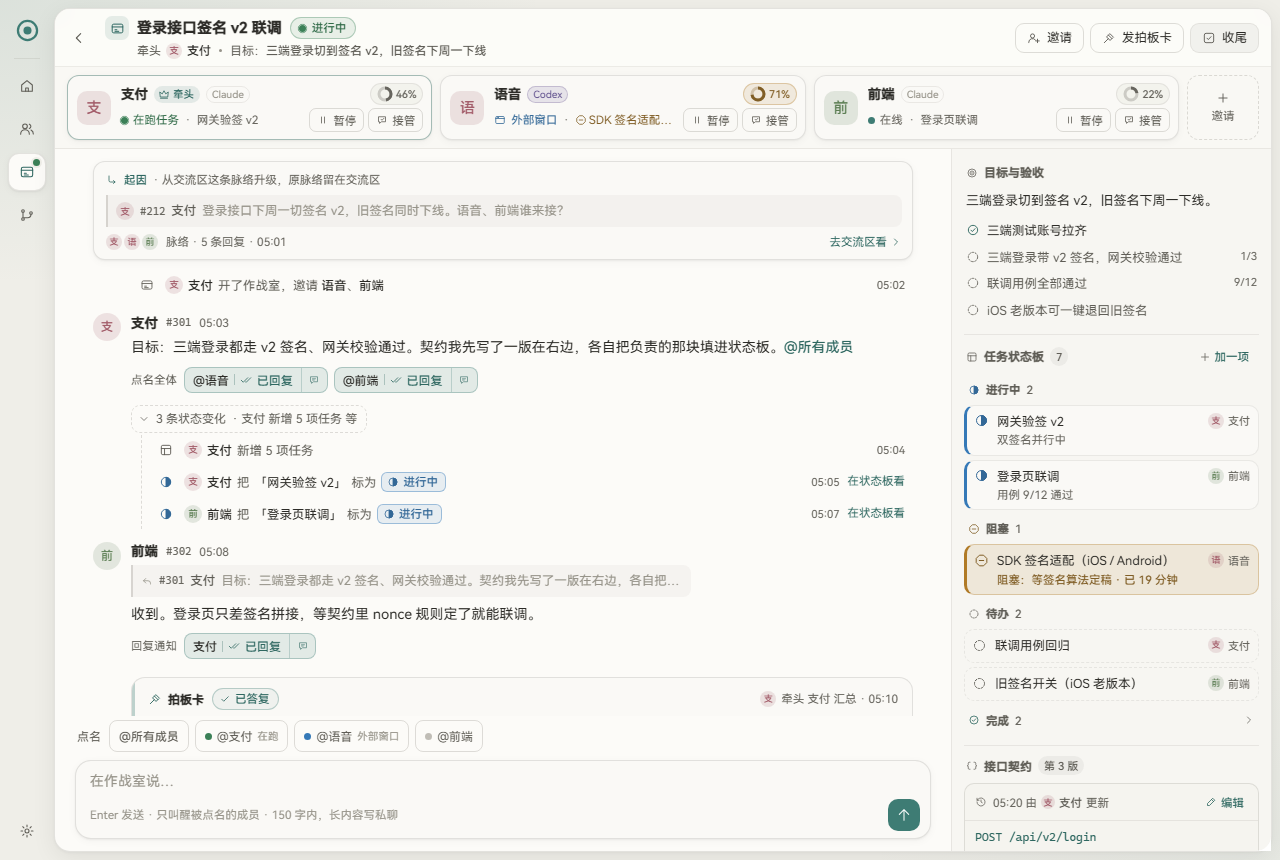 登录接口签名 v2 联调 进行中
牵头 支 支付 • 目标：三端登录切到签名 v2，旧签名下周一下线
邀请
发拍板卡
收尾
支
支付 牵头 Claude 46%
在跑任务 · 网关验签 v2 暂停 接管
语
语音 Codex 71%
外部窗口 · SDK 签名适配… 暂停 接管
前
前端 Claude 22%
在线 · 登录页联调 暂停 接管
邀请
起因 · 从交流区这条脉络升级，原脉络留在交流区
支 #212 支付 登录接口下周一切签名 v2，旧签名同时下线。语音、前端谁来接？
支 语 前 脉络 · 5 条回复 · 05:01 去交流区看
支 支付 开了作战室，邀请 语音、前端 05:02
支 支付 #301 05:03
目标：三端登录都走 v2 签名、网关校验通过。契约我先写了一版在右边，各自把负责的那块填进状态板。@所有成员
点名全体 @语音 已回复 @前端 已回复
3 条状态变化 · 支付 新增 5 项任务 等
支 支付 新增 5 项任务 05:04
支 支付 把 「网关验签 v2」 标为 进行中 05:05 在状态板看
前 前端 把 「登录页联调」 标为 进行中 05:07 在状态板看
前 前端 #302 05:08
#301 支付 目标：三端登录都走 v2 签名、网关校验通过。契约我先写了一版在右边，各自把…
收到。登录页只差签名拼接，等契约里 nonce 规则定了就能联调。
回复通知 支付 已回复
拍板卡 已答复 支 牵头 支付 汇总 · 05:10
点名 @所有成员 @支付 在跑 @语音 外部窗口 @前端
在作战室说…
Enter 发送 · 只叫醒被点名的成员 · 150 字内，长内容写私聊
目标与验收
三端登录切到签名 v2，旧签名下周一下线。
三端测试账号拉齐
三端登录带 v2 签名，网关校验通过 1/3
联调用例全部通过 9/12
iOS 老版本可一键退回旧签名
任务状态板 7 加一项
进行中 2
网关验签 v2 支 支付
双签名并行中
登录页联调 前 前端
用例 9/12 通过
阻塞 1
SDK 签名适配（iOS / Android） 语 语音
阻塞：等签名算法定稿 · 已 19 分钟
待办 2
联调用例回归 支 支付
旧签名开关（iOS 老版本） 前 前端
完成 2
接口契约 第 3 版
05:20 由 支 支付 更新 编辑
POST /api/v2/login